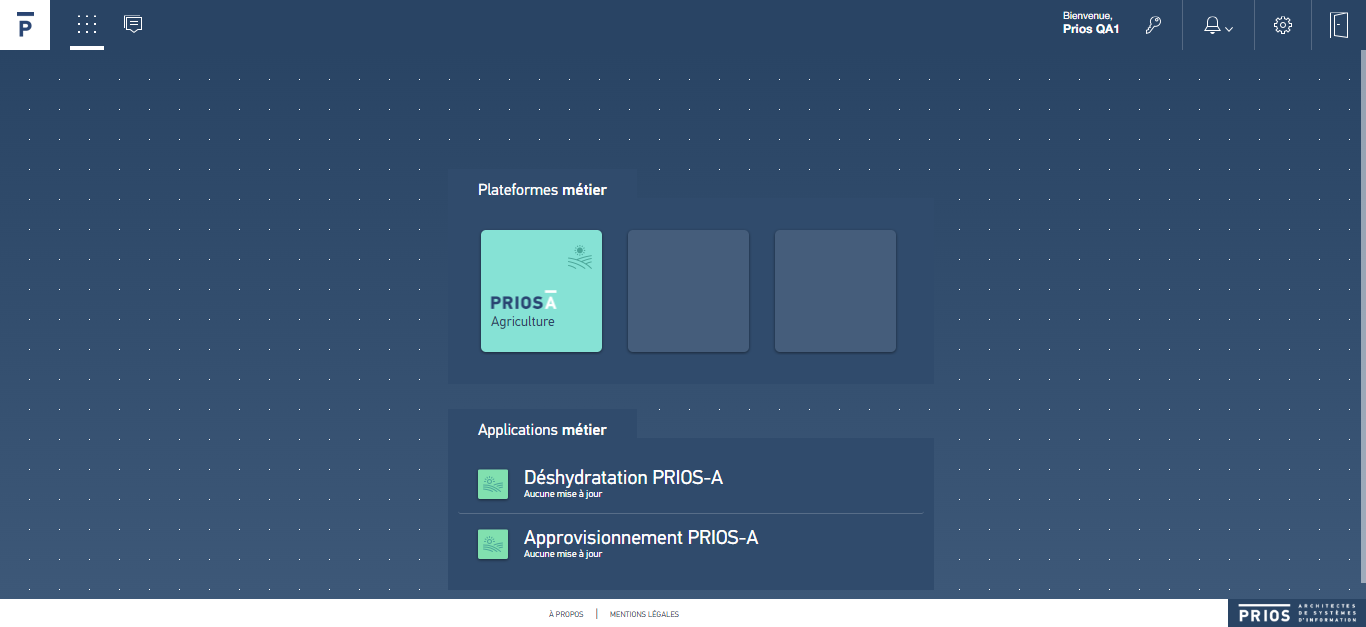 P
Bienvenue,
Prios QA1
Plateformes métier
PRIOSA
Agriculture
Applications métier
Déshydratation PRIOS-A
Aucune mise à jour
Approvisionnement PRIOS-A
Aucune mise à jour
À PROPOS | MENTIONS LÉGALES
PRIOS
ARCHITECTES
DE SYSTÈMES
D'INFORMATION